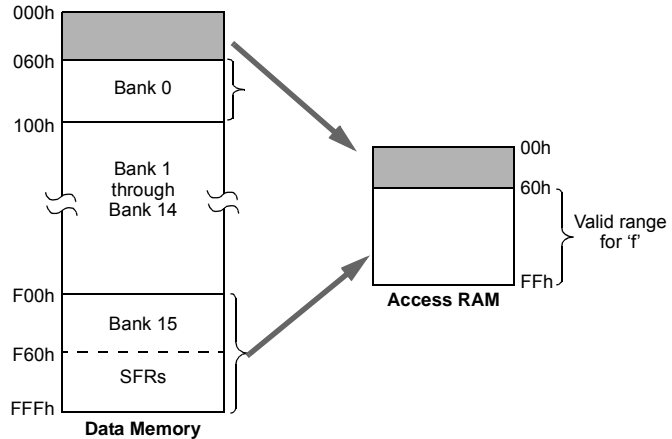 000h
060h
Bank 0
100h
Bank 1
through
Bank 14
F00h
Bank 15
F60h
SFRs
FFFh
Data Memory
00h
60h
Valid range
for ‘f’
FFh
Access RAM